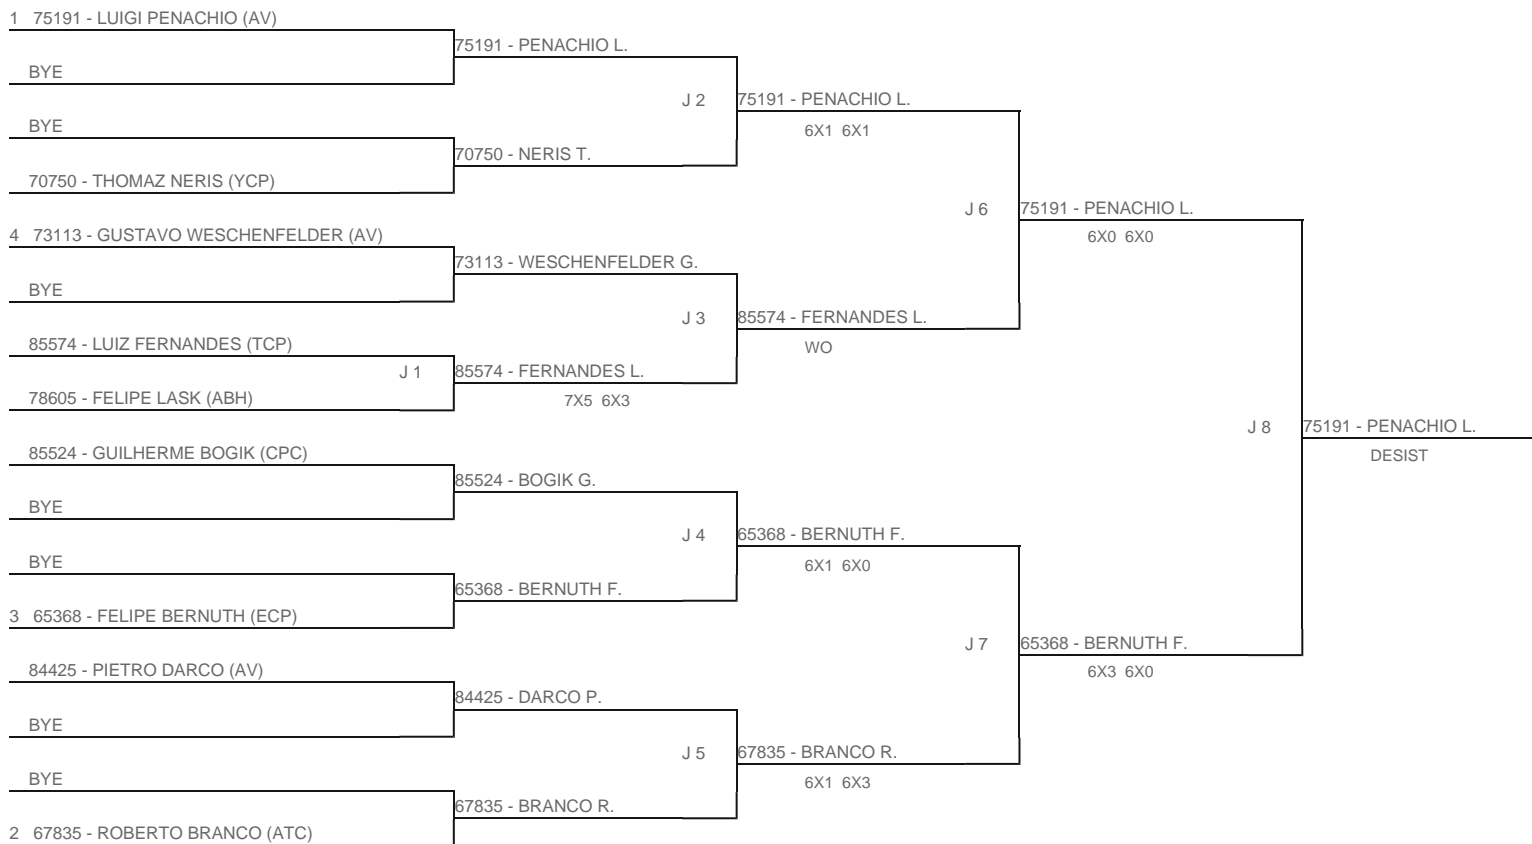 1 75191 - LUIGI PENACHIO (AV)
75191 - PENACHIO L.
BYE
J 2
75191 - PENACHIO L.
6X1 6X1
BYE
70750 - NERIS T.
70750 - THOMAZ NERIS (YCP)
J 6
75191 - PENACHIO L.
6X0 6X0
4 73113 - GUSTAVO WESCHENFELDER (AV)
73113 - WESCHENFELDER G.
BYE
J 3
85574 - FERNANDES L.
WO
85574 - LUIZ FERNANDES (TCP)
J 1
85574 - FERNANDES L.
7X5 6X3
78605 - FELIPE LASK (ABH)
J 8
75191 - PENACHIO L.
DESIST
85524 - GUILHERME BOGIK (CPC)
85524 - BOGIK G.
BYE
J 4
65368 - BERNUTH F.
6X1 6X0
BYE
65368 - BERNUTH F.
3 65368 - FELIPE BERNUTH (ECP)
J 7
65368 - BERNUTH F.
6X3 6X0
84425 - PIETRO DARCO (AV)
84425 - DARCO P.
BYE
J 5
67835 - BRANCO R.
6X1 6X3
BYE
67835 - BRANCO R.
2 67835 - ROBERTO BRANCO (ATC)